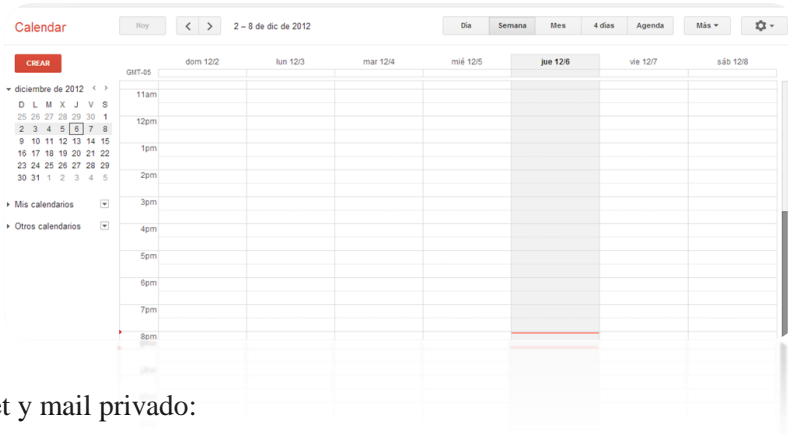 Calendar Hoy < > 2 – 8 de dic de 2012 Día Semana Mes 4 días Agenda Más
CREAR
dom 12/2 lun 12/3 mar 12/4 mié 12/5 jue 12/6 vie 12/7 sáb 12/8
GMT-05
diciembre de 2012 < >
D L M X J V S
25 26 27 28 29 30 1
2 3 4 5 6 7 8
9 10 11 12 13 14 15
16 17 18 19 20 21 22
23 24 25 26 27 28 29
30 31 1 2 3 4 5
Mis calendarios
Otros calendarios
11am
12pm
1pm
2pm
3pm
4pm
5pm
6pm
7pm
8pm
y mail privado: